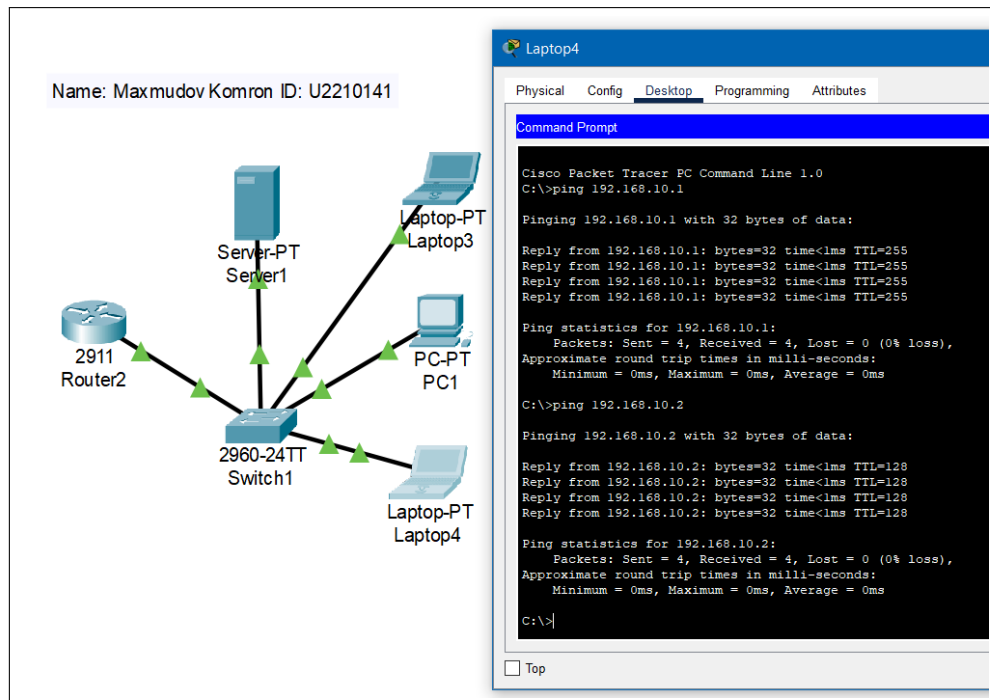 Name: Maxmudov Komron ID: U2210141
Server-PT
Server1
Laptop-PT
Laptop3
2911
Router2
PC-PT
PC1
2960-24TT
Switch1
Laptop-PT
Laptop4
Laptop4
Physical Config Desktop Programming Attributes
Command Prompt
Cisco Packet Tracer PC Command Line 1.0
C:\>ping 192.168.10.1
Pinging 192.168.10.1 with 32 bytes of data:
Reply from 192.168.10.1: bytes=32 time<1ms TTL=255
Reply from 192.168.10.1: bytes=32 time<1ms TTL=255
Reply from 192.168.10.1: bytes=32 time<1ms TTL=255
Reply from 192.168.10.1: bytes=32 time<1ms TTL=255
Ping statistics for 192.168.10.1:
Packets: Sent = 4, Received = 4, Lost = 0 (0% loss),
Approximate round trip times in milli-seconds:
Minimum = 0ms, Maximum = 0ms, Average = 0ms
C:\>ping 192.168.10.2
Pinging 192.168.10.2 with 32 bytes of data:
Reply from 192.168.10.2: bytes=32 time<1ms TTL=128
Reply from 192.168.10.2: bytes=32 time<1ms TTL=128
Reply from 192.168.10.2: bytes=32 time<1ms TTL=128
Reply from 192.168.10.2: bytes=32 time<1ms TTL=128
Ping statistics for 192.168.10.2:
Packets: Sent = 4, Received = 4, Lost = 0 (0% loss),
Approximate round trip times in milli-seconds:
Minimum = 0ms, Maximum = 0ms, Average = 0ms
C:\>
Top